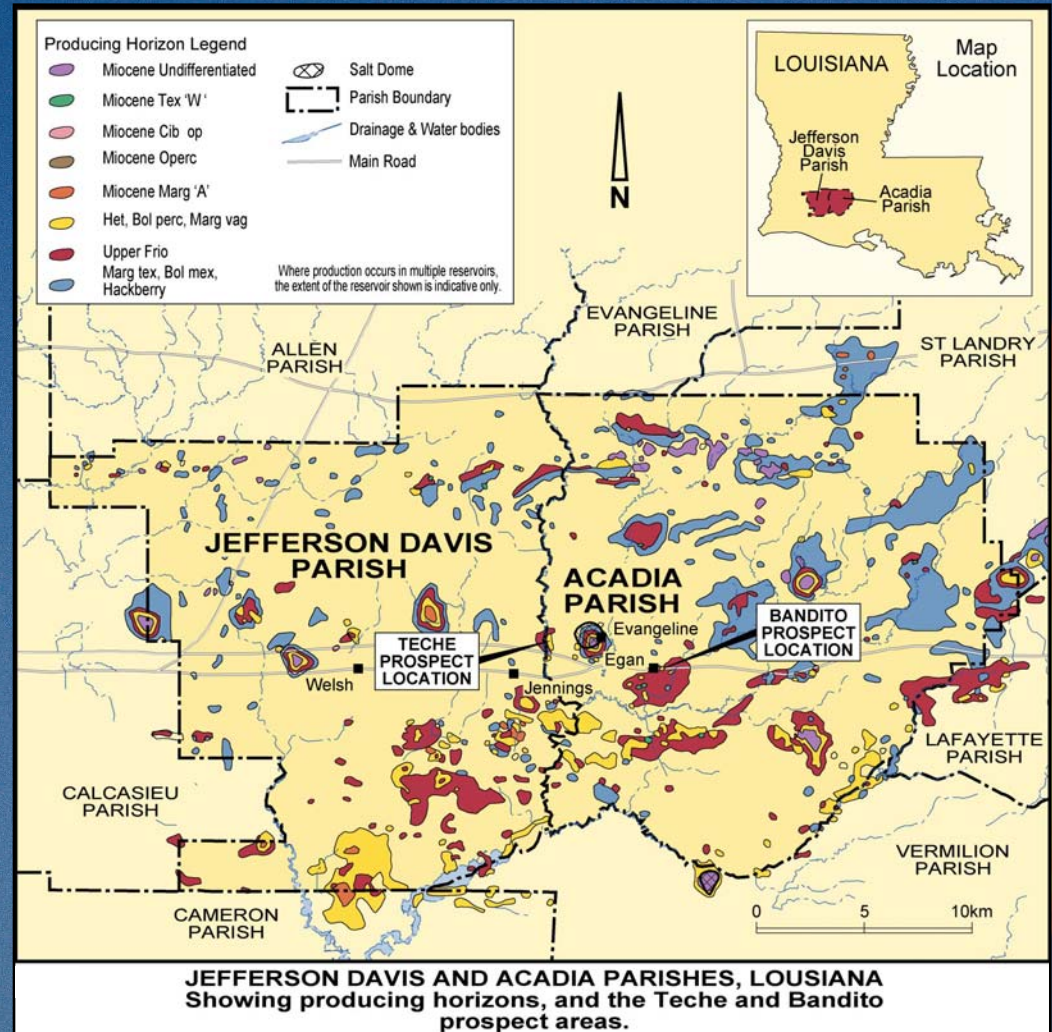 Producing Horizon Legend
Miocene Undifferentiated
Miocene Tex 'W '
Miocene Cib op
Miocene Operc
Miocene Marg 'A'
Het, Bol perc, Marg vag
Upper Frio
Marg tex, Bol mex,
Hackberry
Salt Dome
Parish Boundary
Drainage & Water bodies
Main Road
Where production occurs in multiple reservoirs,
the extent of the reservoir shown is indicative only.
N
LOUISIANA
Map
Location
Jefferson
Davis
Parish
Acadia
Parish
EVANGELINE
PARISH
ALLEN
PARISH
ST LANDRY
PARISH
JEFFERSON DAVIS
PARISH
ACADIA
PARISH
Evangeline
BANDITO
PROSPECT
LOCATION
TECHE
PROSPECT
LOCATION
Egan
Welsh
Jennings
LAFAYETTE
PARISH
CALCASIEU
PARISH
VERMILION
PARISH
CAMERON
PARISH
0 5 10km
JEFFERSON DAVIS AND ACADIA PARISHES, LOUSIANA
Showing producing horizons, and the Teche and Bandito
prospect areas.